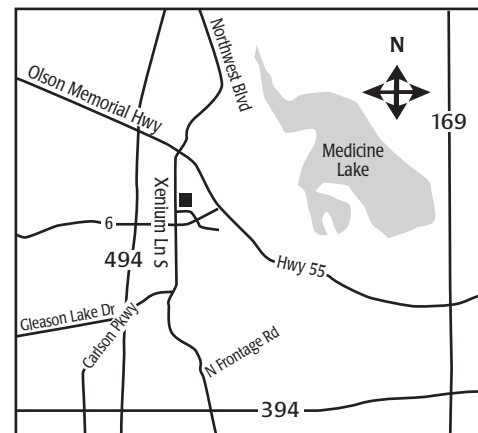 Northwest Blvd
N
Olson Memorial Hwy
169
Medicine
Lake
Xenium Ln S
6
494
Hwy 55
Gleason Lake Dr
Carlson Pkwy
N Frontage Rd
394